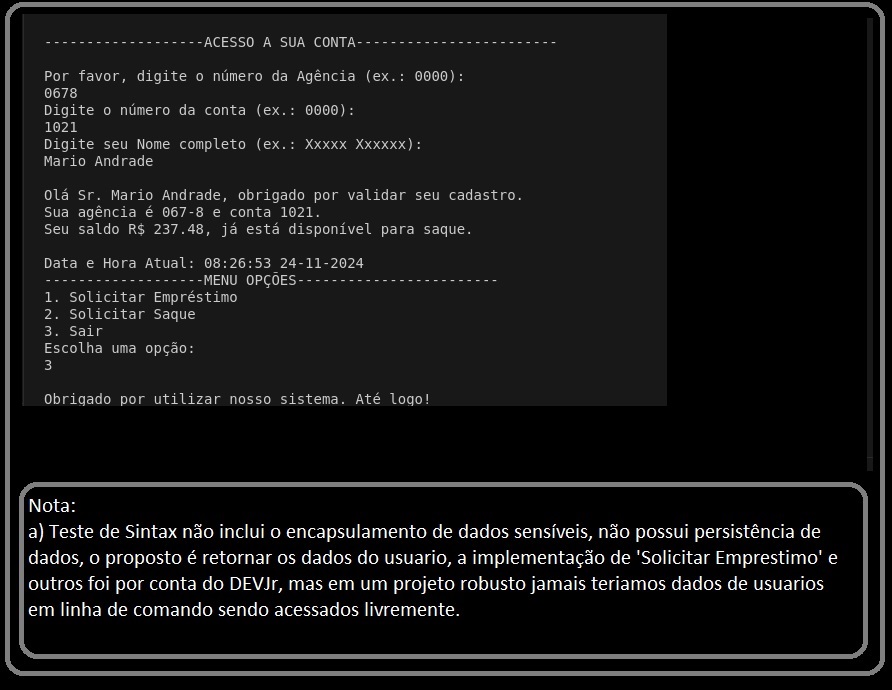 -------------------ACESSO A SUA CONTA------------------------
Por favor, digite o número da Agência (ex.: 0000):
0678
Digite o número da conta (ex.: 0000):
1021
Digite seu Nome completo (ex.: Xxxxx Xxxxxx):
Mario Andrade
Olá Sr. Mario Andrade, obrigado por validar seu cadastro.
Sua agência é 067-8 e conta 1021.
Seu saldo R$ 237.48, já está disponível para saque.
Data e Hora Atual: 08:26:53 24-11-2024
-------------------MENU OPÇÕES------------------------
1. Solicitar Empréstimo
2. Solicitar Saque
3. Sair
Escolha uma opção:
3
Obrigado por utilizar nosso sistema. Até logo!
Nota:
a) Teste de Sintax não inclui o encapsulamento de dados sensíveis, não possui persistência de
dados, o proposto é retornar os dados do usuario, a implementação de 'Solicitar Emprestimo' e
outros foi por conta do DEVJr, mas em um projeto robusto jamais teriamos dados de usuarios
em linha de comando sendo acessados livremente.